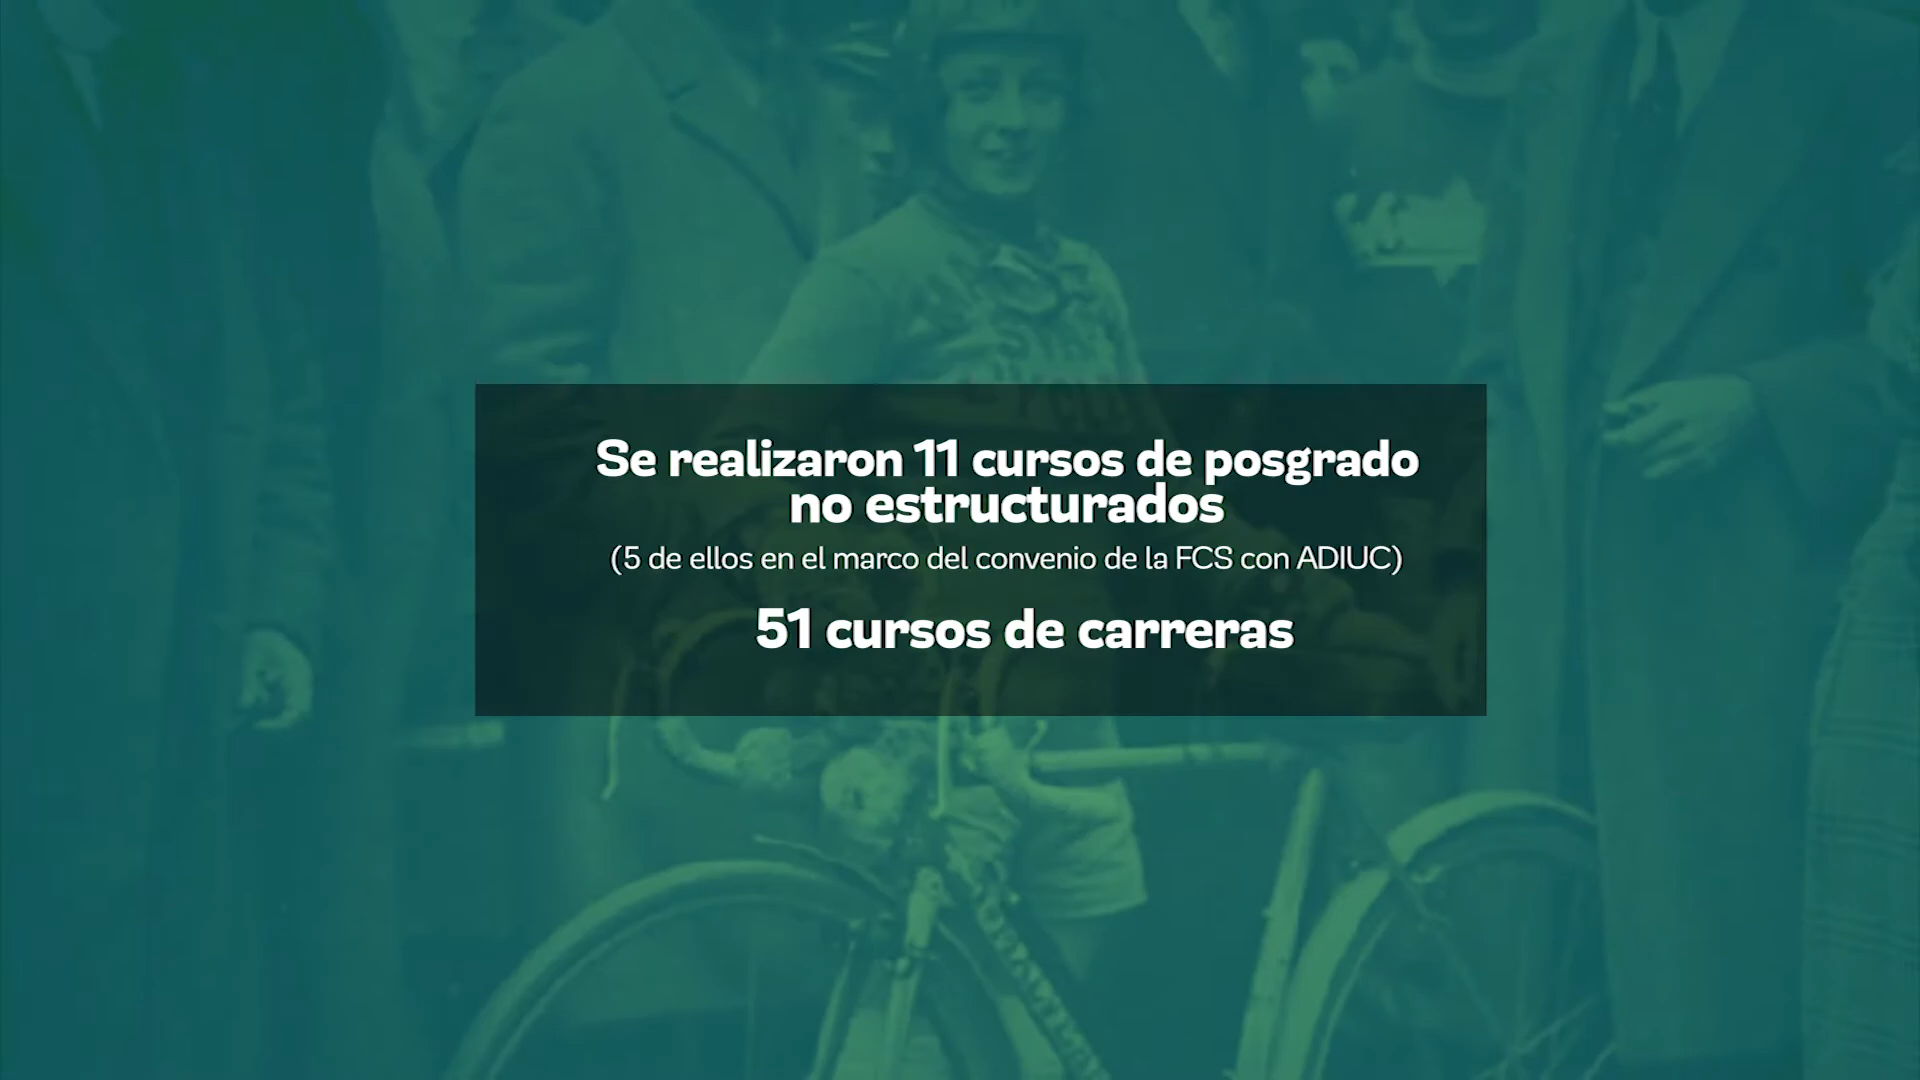 Se realizaron 11 cursos de posgrado
no estructurados
(5 de ellos en el marco del convenio de la FCS con ADIUC)
51 cursos de carreras